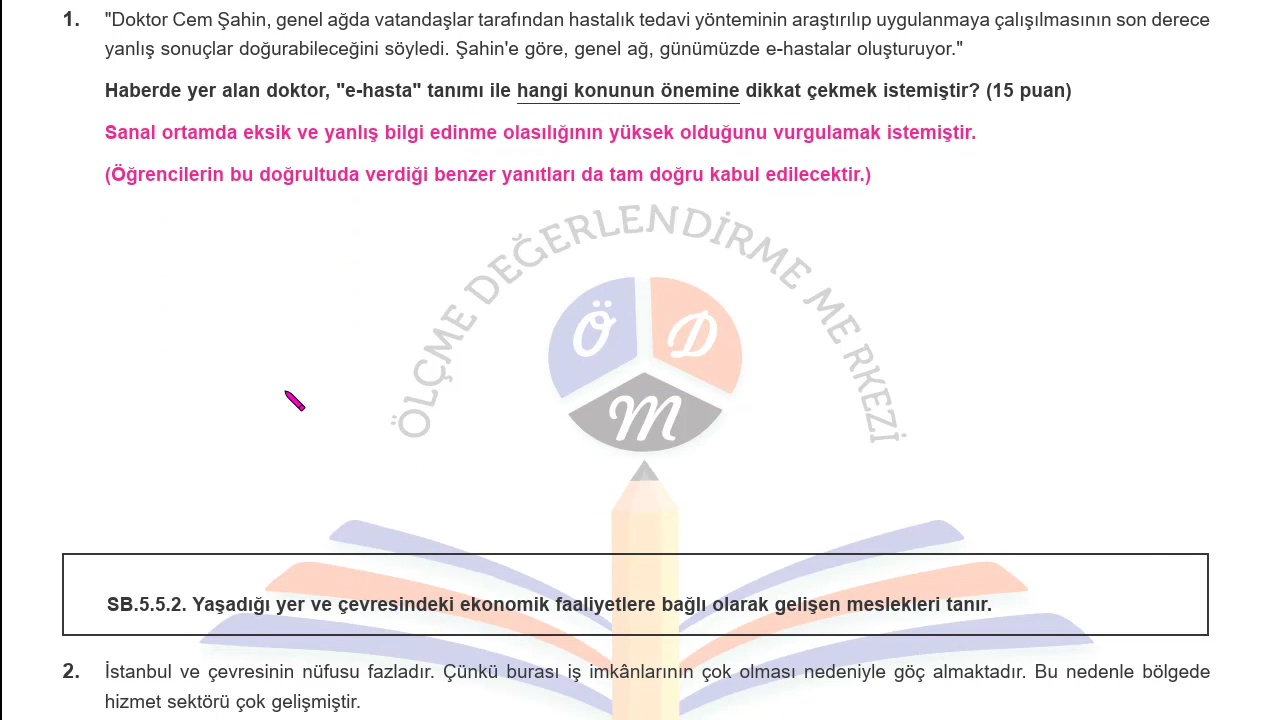 1. "Doktor Cem Şahin, genel ağda vatandaşlar tarafından hastalık tedavi yönteminin araştırılıp uygulanmaya çalışılmasının son derece
yanlış sonuçlar doğurabileceğini söyledi. Şahin'e göre, genel ağ, günümüzde e-hastalar oluşturuyor."
Haberde yer alan doktor, "e-hasta" tanımı ile hangi konunun önemine dikkat çekmek istemiştir? (15 puan)
Sanal ortamda eksik ve yanlış bilgi edinme olasılığının yüksek olduğunu vurgulamak istemiştir.
(Öğrencilerin bu doğrultuda verdiği benzer yanıtları da tam doğru kabul edilecektir.)
ÖLÇME DEĞERLENDİRME MERKEZİ
Ö D
M
SB.5.5.2. Yaşadığı yer ve çevresindeki ekonomik faaliyetlere bağlı olarak gelişen meslekleri tanır.
2. İstanbul ve çevresinin nüfusu fazladır. Çünkü burası iş imkânlarının çok olması nedeniyle göç almaktadır. Bu nedenle bölgede
hizmet sektörü çok gelişmiştir.